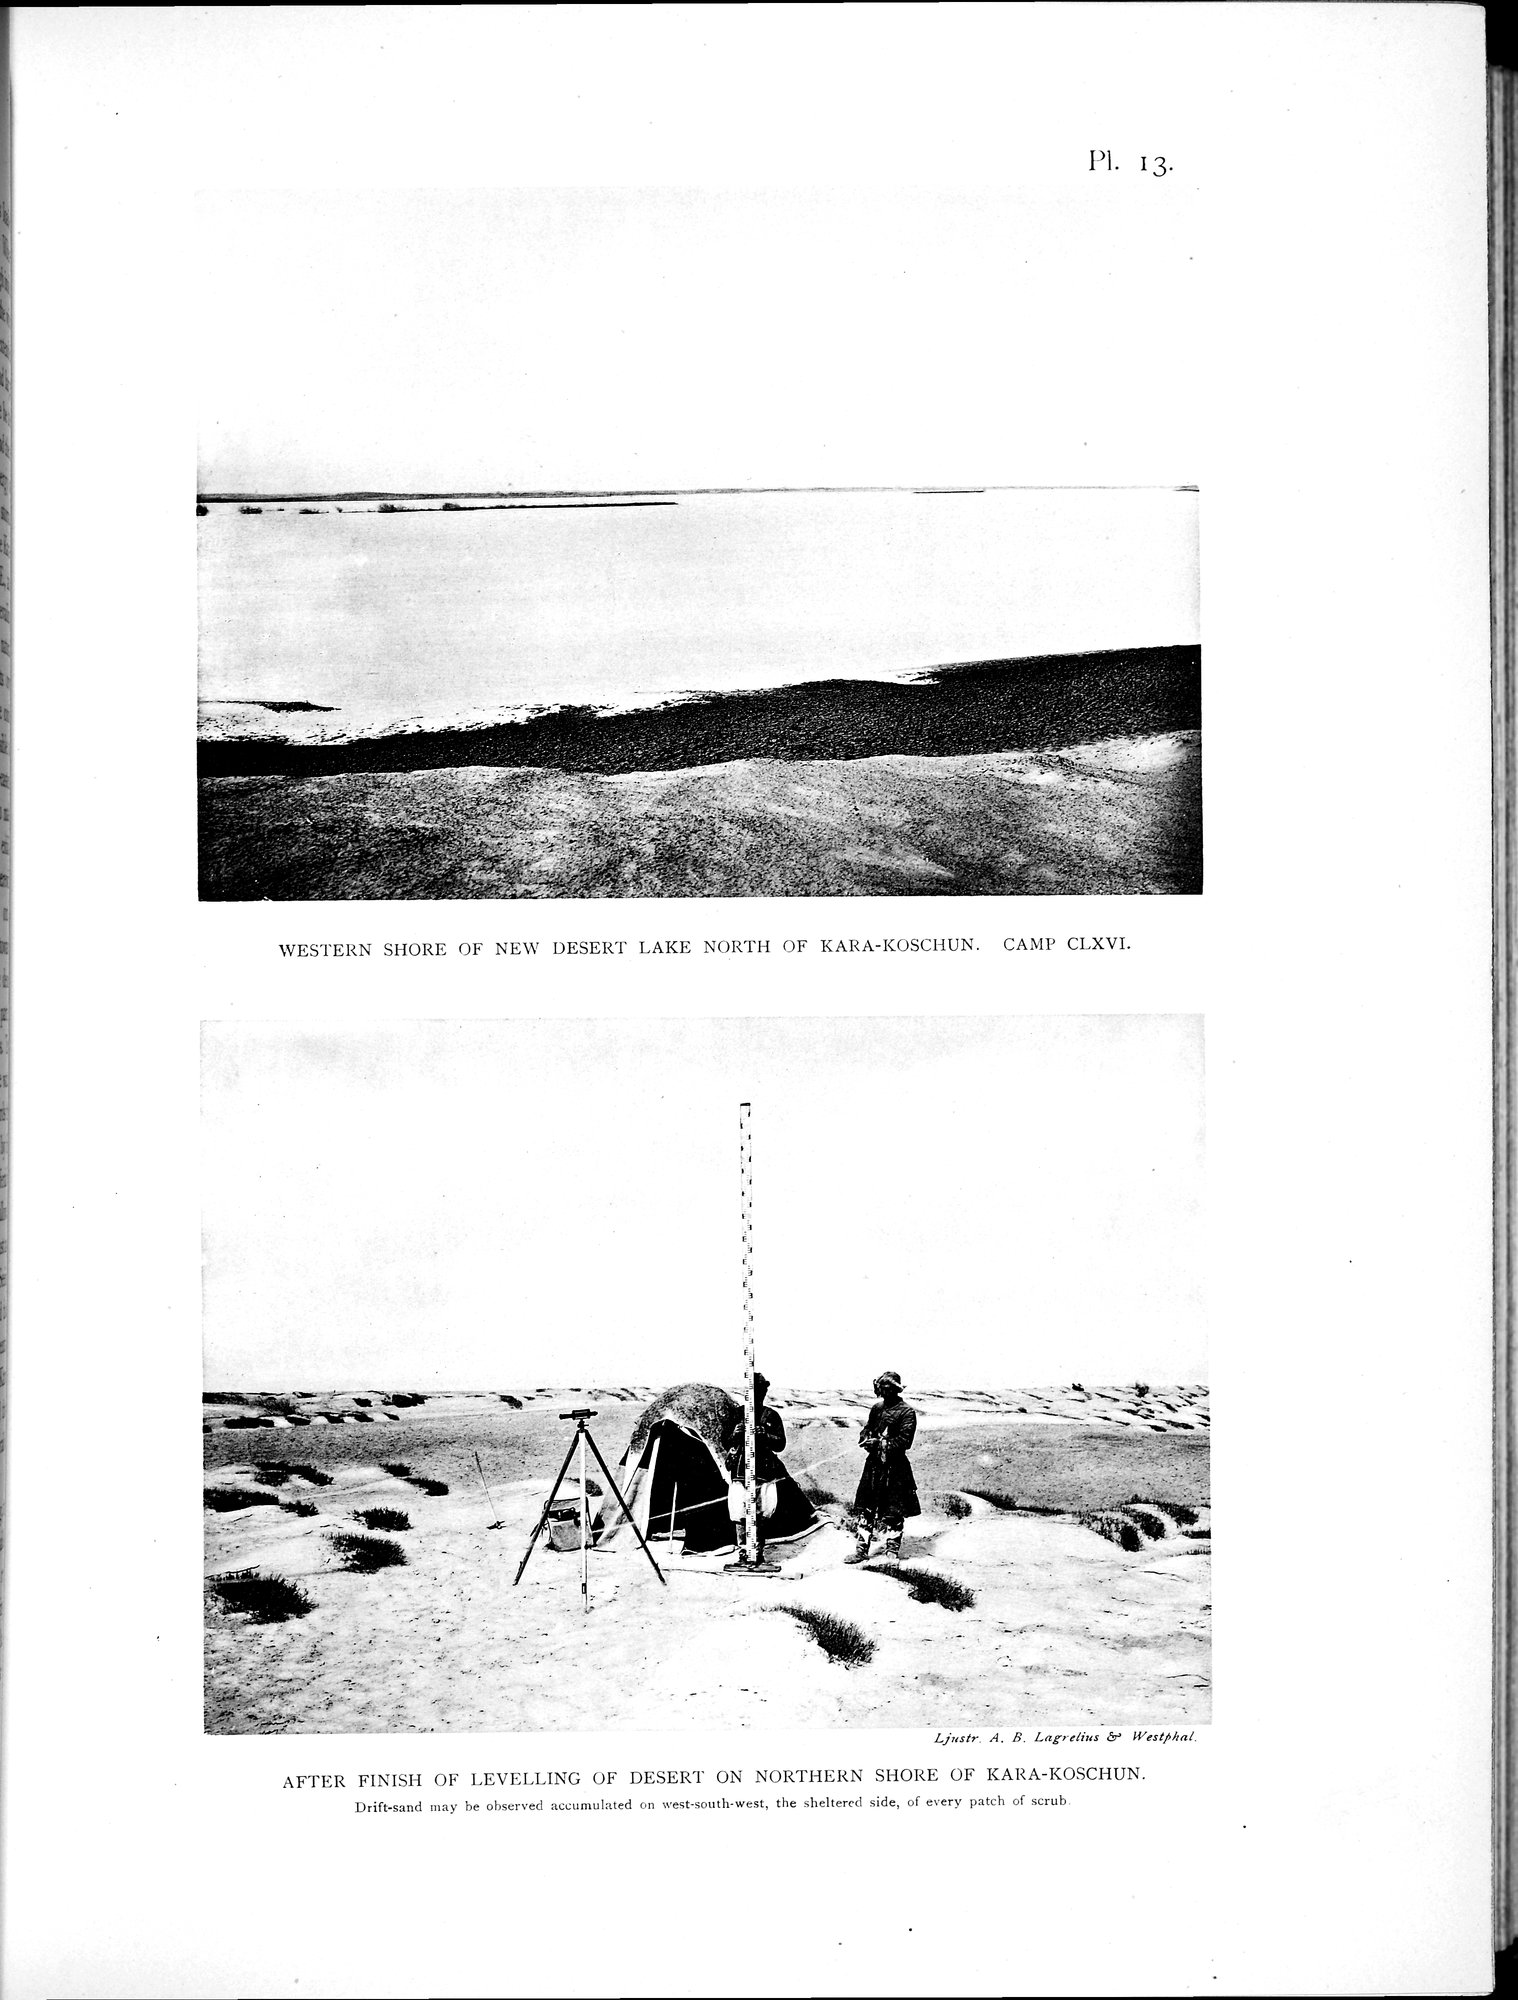 Pl. 13.
WESTERN SHORE OF NEW DESERT LAKE NORTH OF KARA-KOSCHUN. CAMP CLXVI.
Ljustr. A. B. Lagrelius & Westphal.
AFTER FINISH OF LEVELLING OF DESERT ON NORTHERN SHORE OF KARA-KOSCHUN.
Drift-sand may be observed accumulated on west-south-west, the sheltered side, of every patch of scrub.